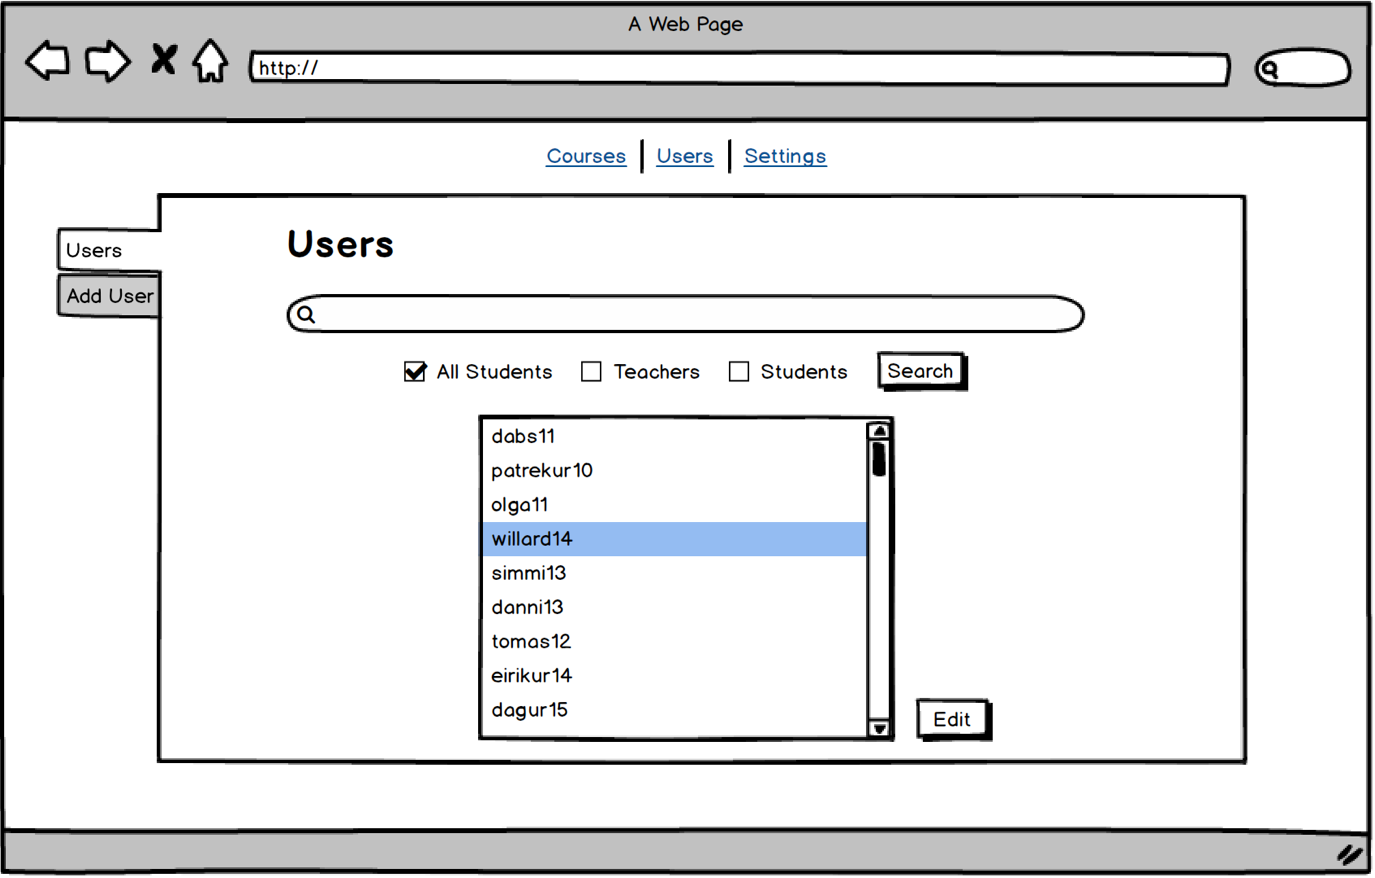 A Web Page
http://
Courses | Users | Settings
Users
Add User
Users
All Students Teachers Students Search
dabs11
patrekur10
olga11
willard14
simmi13
danni13
tomas12
eirikur14
dagur15
Edit